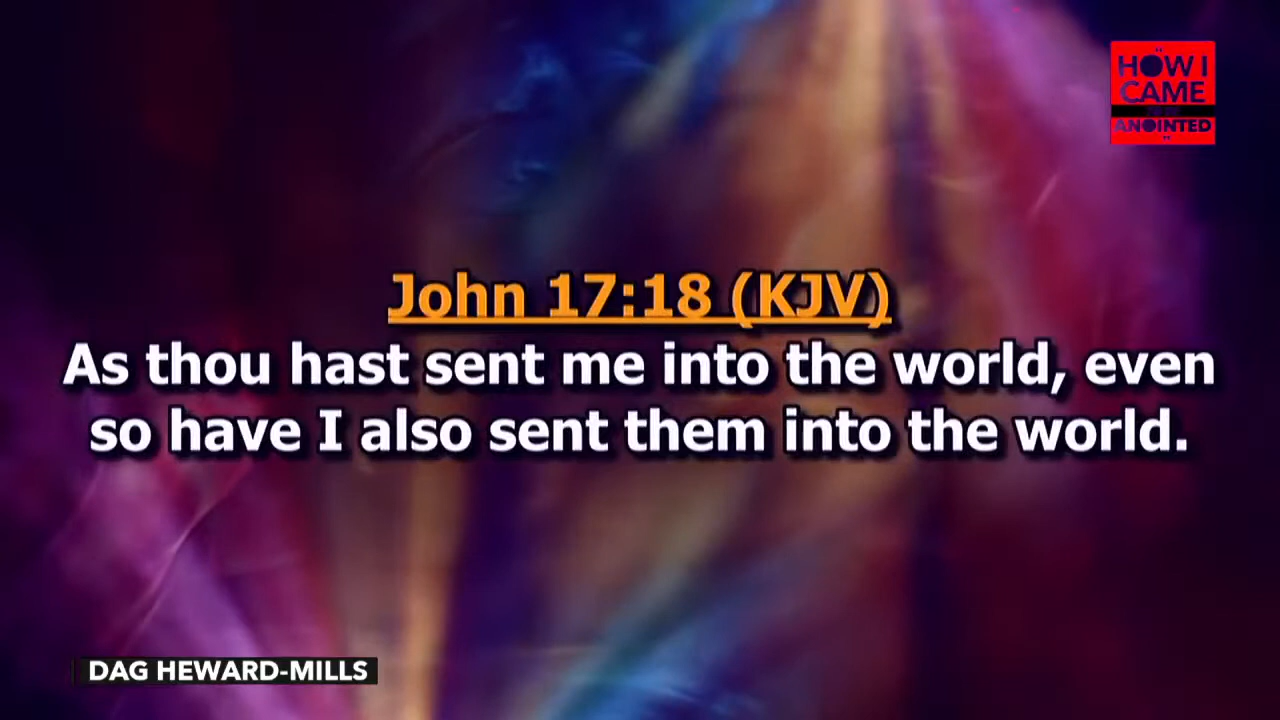 HOW I
CAME
ANOINTED
John 17:18 (KJV)
As thou hast sent me into the world, even
so have I also sent them into the world.
DAG HEWARD-MILLS